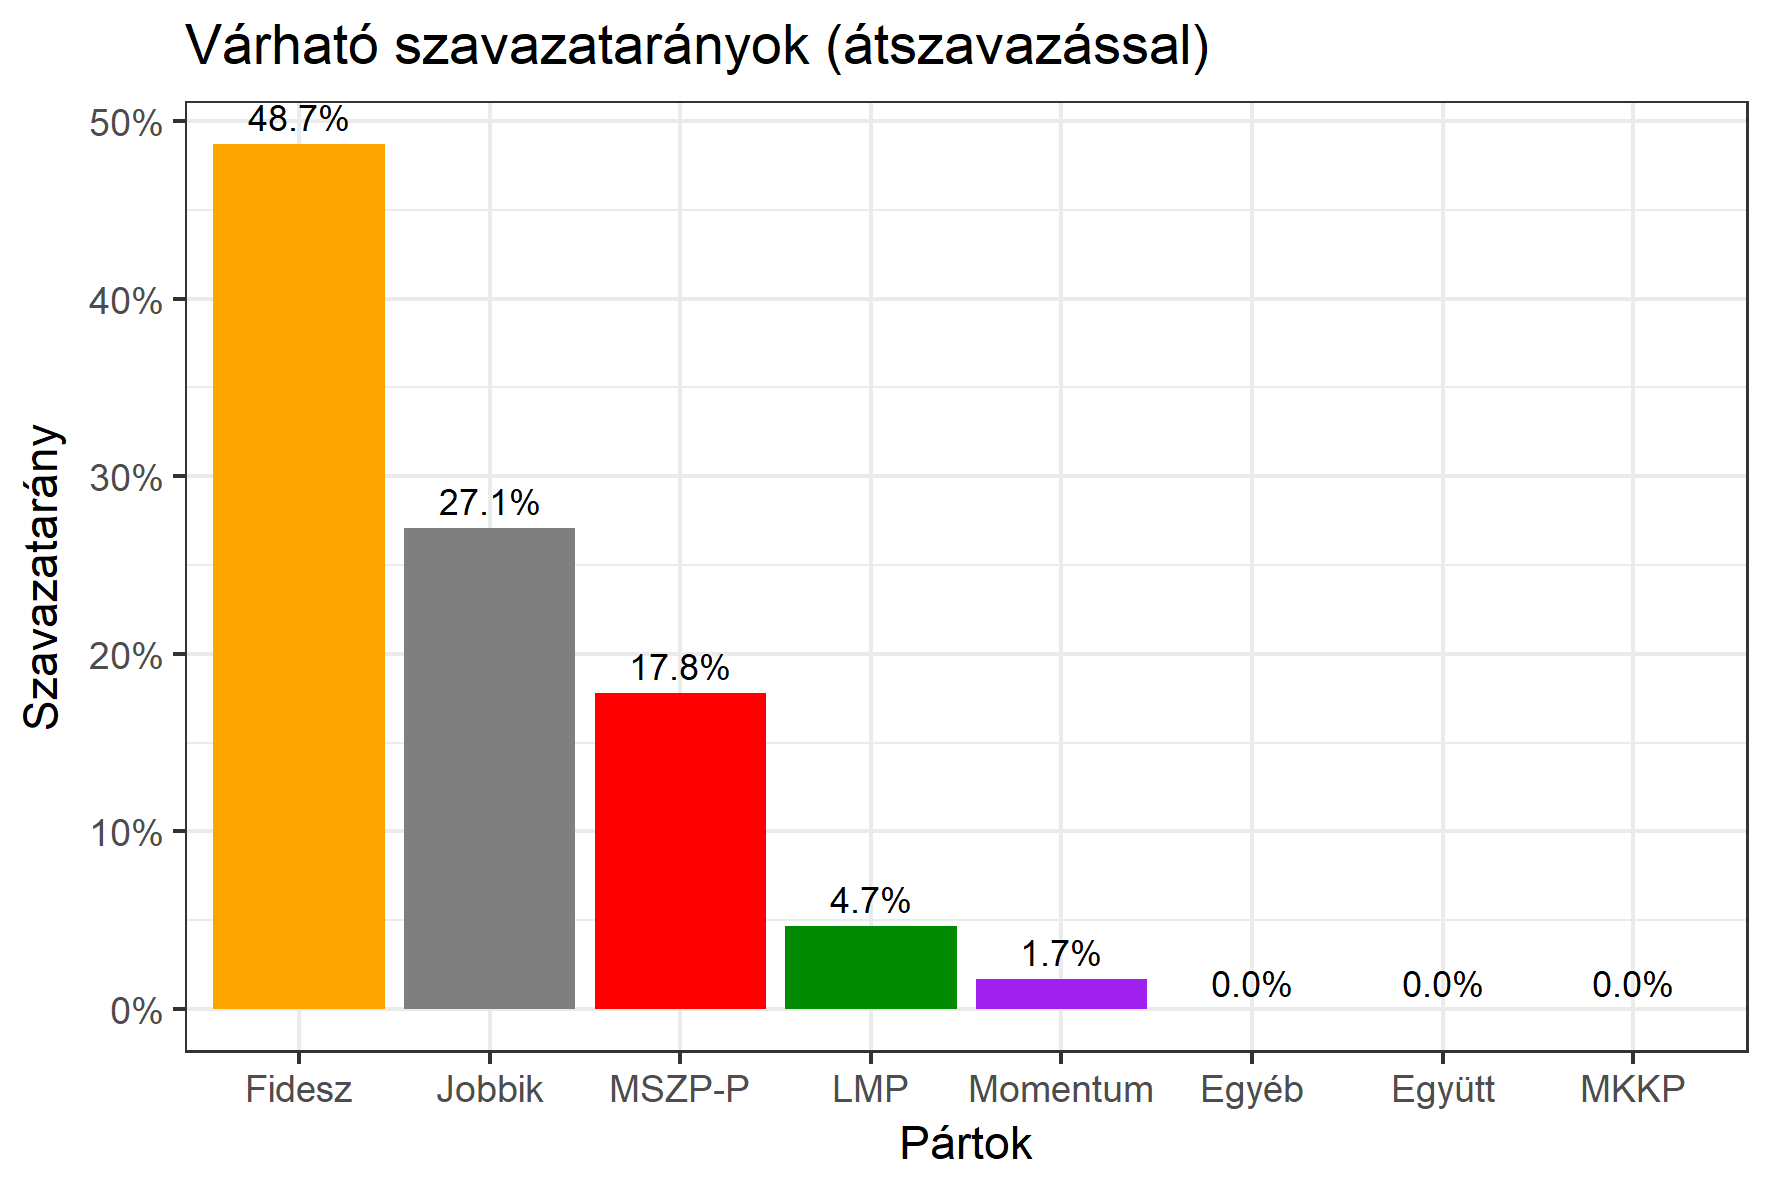 Várható szavazatarányok (átszavazással)
Szavazatarány
50%
40%
30%
20%
10%
0%
48.7%
27.1%
17.8%
4.7%
1.7%
0.0%
0.0%
0.0%
Fidesz
Jobbik
MSZP-P
LMP
Momentum
Egyéb
Együtt
MKKP
Pártok